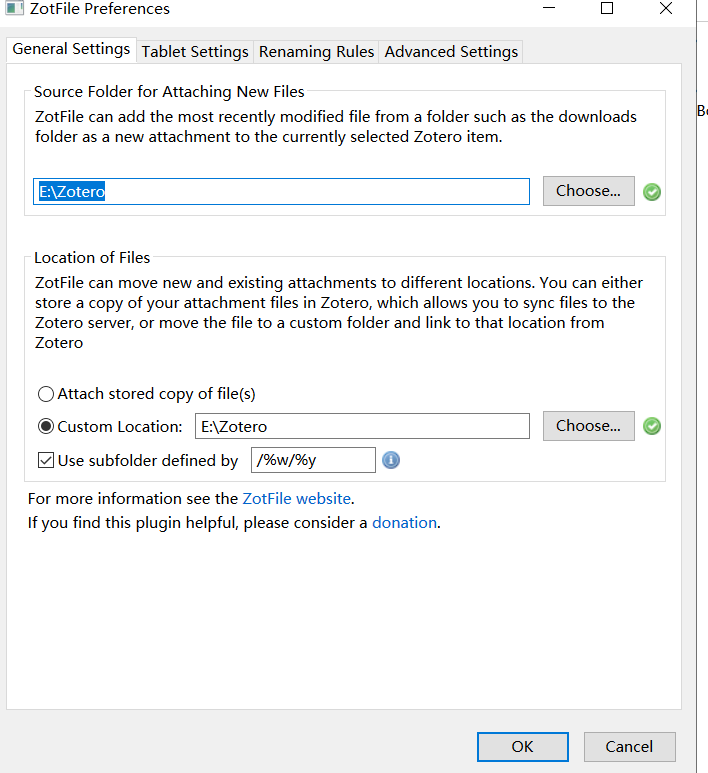 ZotFile Preferences
General Settings
Tablet Settings
Renaming Rules
Advanced Settings
Source Folder for Attaching New Files
ZotFile can add the most recently modified file from a folder such as the downloads
folder as a new attachment to the currently selected Zotero item.
E:\Zotero
Choose...
Location of Files
ZotFile can move new and existing attachments to different locations. You can either
store a copy of your attachment files in Zotero, which allows you to sync files to the
Zotero server, or move the file to a custom folder and link to that location from
Zotero
Attach stored copy of file(s)
Custom Location:
E:\Zotero
Choose...
Use subfolder defined by
/%w/%y
For more information see the ZotFile website.
If you find this plugin helpful, please consider a donation.
OK
Cancel